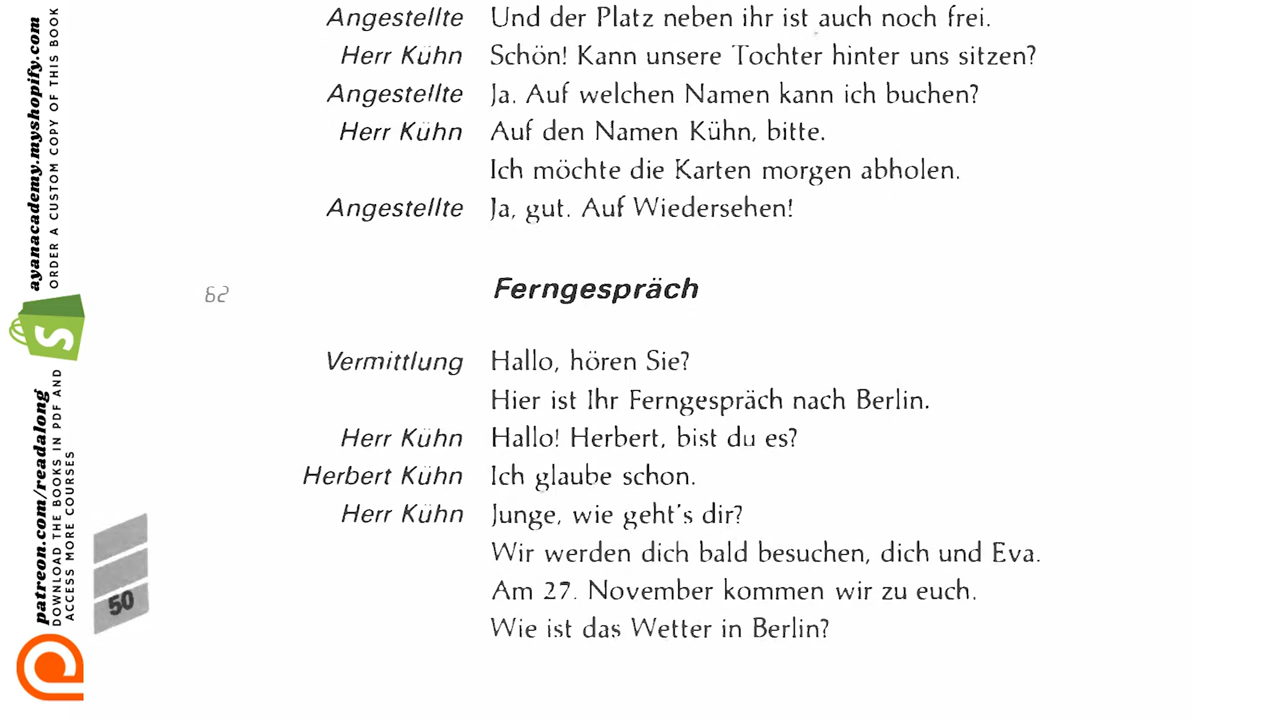 Angestellte Und der Platz neben ihr ist auch noch frei.
Herr Kühn Schön! Kann unsere Tochter hinter uns sitzen?
Angestellte Ja. Auf welchen Namen kann ich buchen?
Herr Kühn Auf den Namen Kühn, bitte.
Ich möchte die Karten morgen abholen.
Angestellte Ja, gut. Auf Wiedersehen!
62 Ferngespräch
Vermittlung Hallo, hören Sie?
Hier ist Ihr Ferngespräch nach Berlin.
Herr Kühn Hallo! Herbert, bist du es?
Herbert Kühn Ich glaube schon.
Herr Kühn Junge, wie geht's dir?
Wir werden dich bald besuchen, dich und Eva.
Am 27. November kommen wir zu euch.
Wie ist das Wetter in Berlin?
50
ayanacademy.myshopify.com
ORDER A CUSTOM COPY OF THIS BOOK
patreon.com/readalong
DOWNLOAD THE BOOKS IN PDF AND
ACCESS MORE COURSES